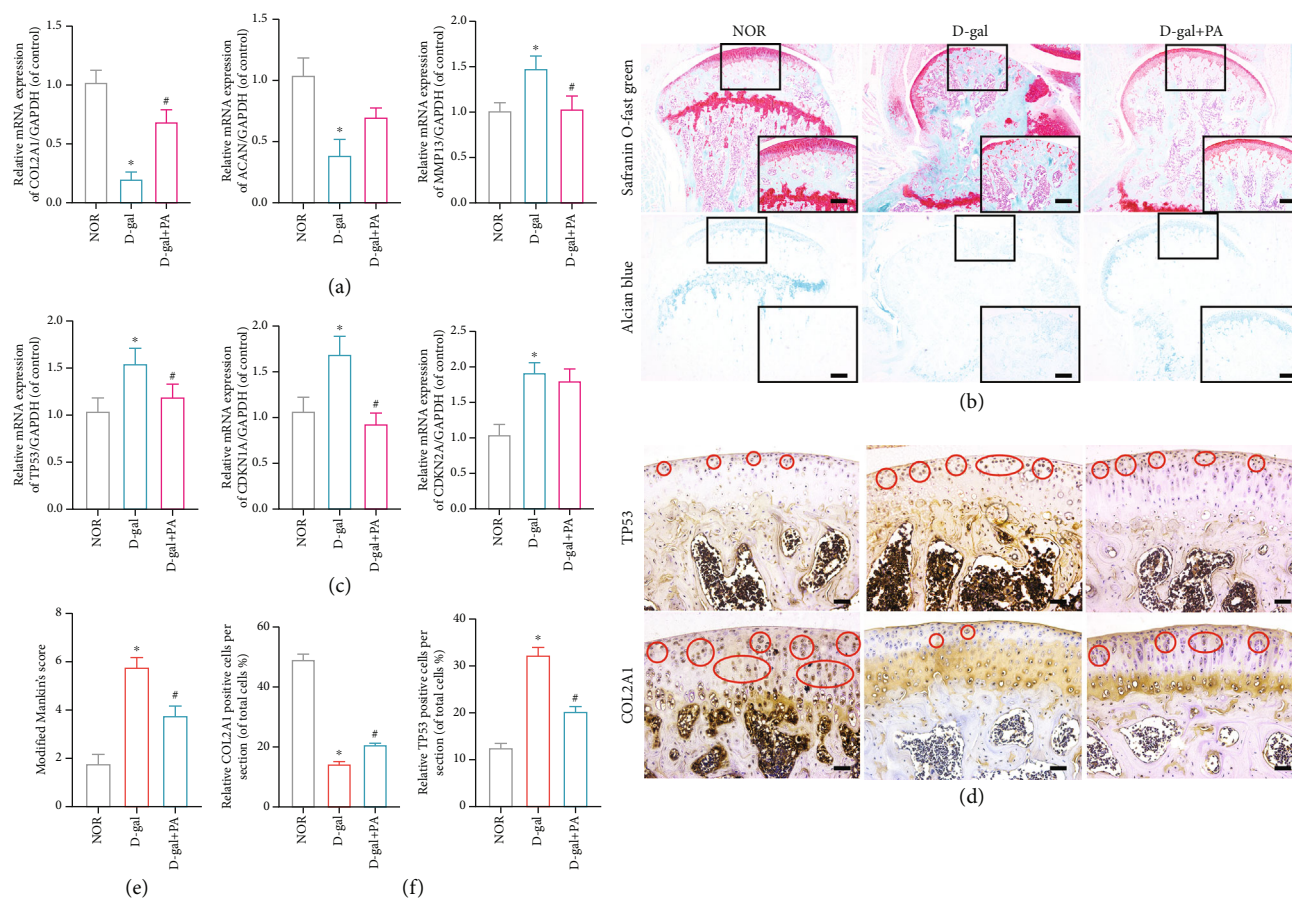 Relative mRNA expression
of COL2A1/GAPDH (of control)
1.5
1.0
0.5
0.0
*
#
NOR
D-gal
D-gal+PA
Relative mRNA expression
of ACAN/GAPDH (of control)
1.5
1.0
0.5
0.0
*
NOR
D-gal
D-gal+PA
Relative mRNA expression
of MMP13/GAPDH (of control)
2.0
1.5
1.0
0.5
0.0
*
#
NOR
D-gal
D-gal+PA
(a)
NOR
D-gal
D-gal+PA
Safranin O-fast green
Alcian blue
(b)
Relative mRNA expression
of TP53/GAPDH (of control)
2.0
1.5
1.0
0.5
0.0
*
#
NOR
D-gal
D-gal+PA
Relative mRNA expression
of CDKN1A/GAPDH (of control)
2.0
1.5
1.0
0.5
0.0
*
#
NOR
D-gal
D-gal+PA
Relative mRNA expression
of CDKN2A/GAPDH (of control)
2.5
2.0
1.5
1.0
0.5
0.0
*
NOR
D-gal
D-gal+PA
(c)
TP53
COL2A1
(d)
Modified Mankin's score
8
6
4
2
0
*
#
NOR
D-gal
D-gal+PA
(e)
Relative COL2A1 positive cells per
section (of total cells %)
60
40
20
0
*
#
NOR
D-gal
D-gal+PA
Relative TP53 positive cells per
section (of total cells %)
40
30
20
10
0
*
#
NOR
D-gal
D-gal+PA
(f)